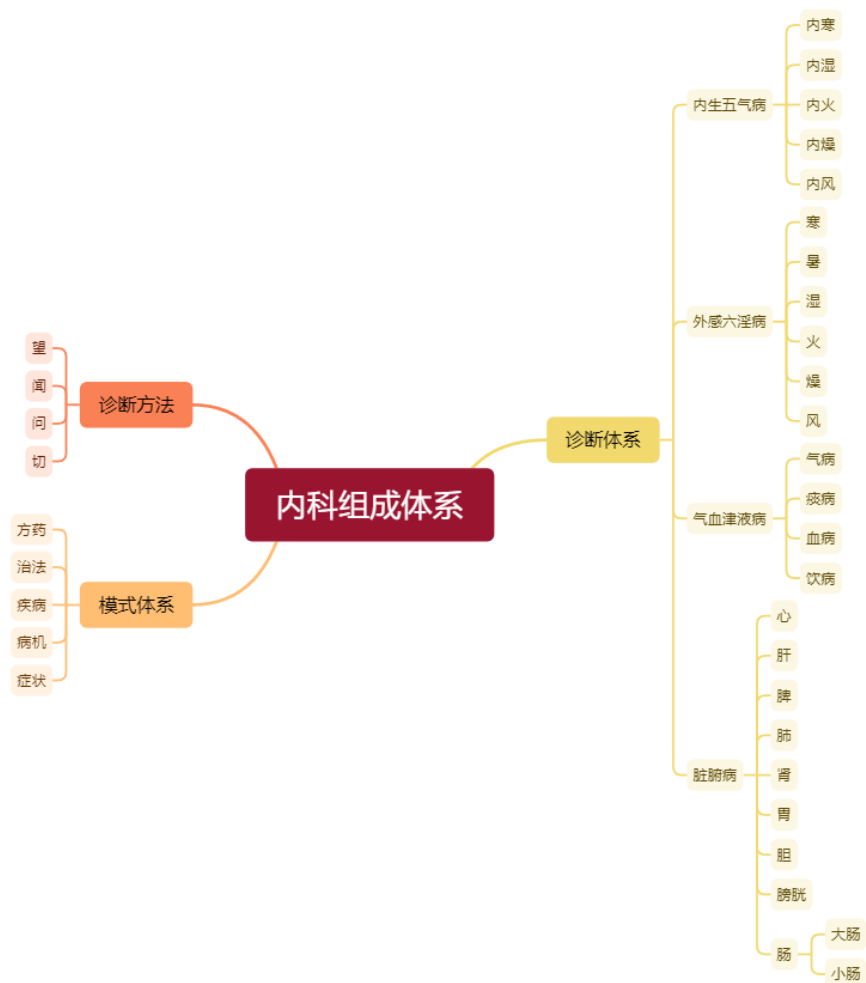 内科组成体系
诊断方法
望
闻
问
切
模式体系
方药
治法
疾病
病机
症状
诊断体系
内生五气病
内寒
内湿
内火
内燥
内风
外感六淫病
寒
暑
湿
火
燥
风
气血津液病
气病
痰病
血病
饮病
脏腑病
心
肝
脾
肺
肾
胃
胆
膀胱
肠
大肠
小肠